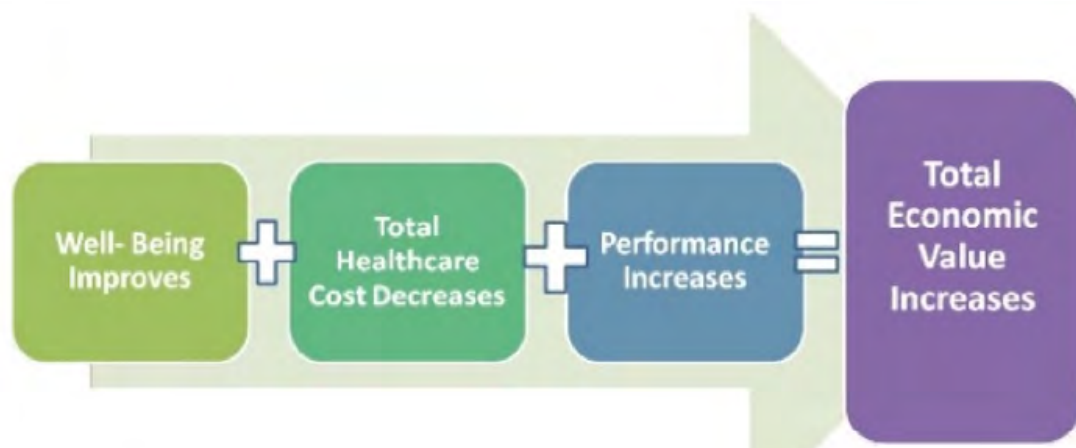 Well- Being
Improves
Total
Healthcare
Cost Decreases
Performance
Increases
Total
Economic
Value
Increases